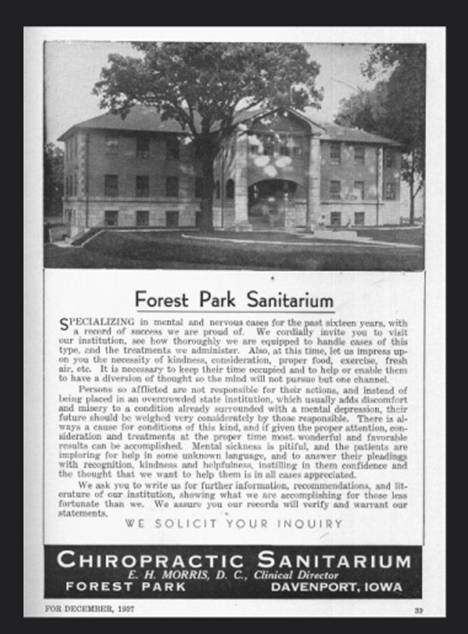 Forest Park Sanitarium
SPECIALIZING in mental and nervous cases for the past sixteen years, with
a record of success we are proud of. We cordially invite you to visit
our institution, see how thoroughly we are equipped to handle cases of this
type, and the treatments we administer. Also, at this time, let us impress up-
on you the necessity of kindness, consideration, proper food, exercise, fresh
air, etc. It is necessary to keep their time occupied and to help or enable them
to have a diversion of thought so the mind will not pursue but one channel.
Persons so afflicted are not responsible for their actions, and instead of
being placed in an overcrowded state institution, which usually adds discomfort
and misery to a condition already surrounded with a mental depression, their
future should be weighed very considerately by those responsible. There is al-
ways a cause for conditions of this kind, and if given the proper attention, con-
sideration and treatments at the proper time most wonderful and favorable
results can be accomplished. Mental sickness is pitiful, and the patients are
imploring for help in some unknown language, and to answer their pleadings
with recognition, kindness and helpfulness, instilling in them confidence and
the thought that we want to help them is in all cases appreciated.
We ask you to write us for further information, recommendations, and lit-
erature of our institution, showing what we are accomplishing for those less
fortunate than we. We assure you our records will verify and warrant our
statements.
WE SOLICIT YOUR INQUIRY
CHIROPRACTIC SANITARIUM
E. H. MORRIS, D. C., Clinical Director
FOREST PARK DAVENPORT, IOWA
FOR DECEMBER, 1937 39